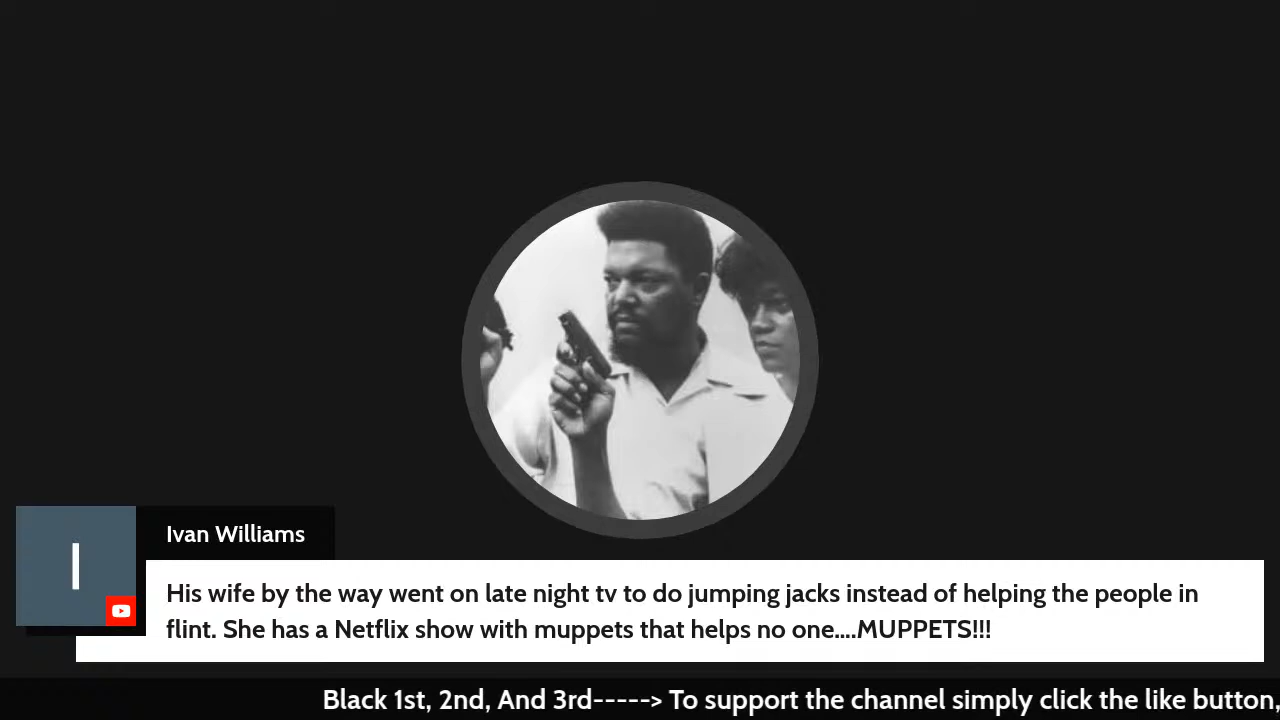 I
Ivan Williams
His wife by the way went on late night tv to do jumping jacks instead of helping the people in
flint. She has a Netflix show with muppets that helps no one....MUPPETS!!!
Black 1st, 2nd, And 3rd-----> To support the channel simply click the like button,